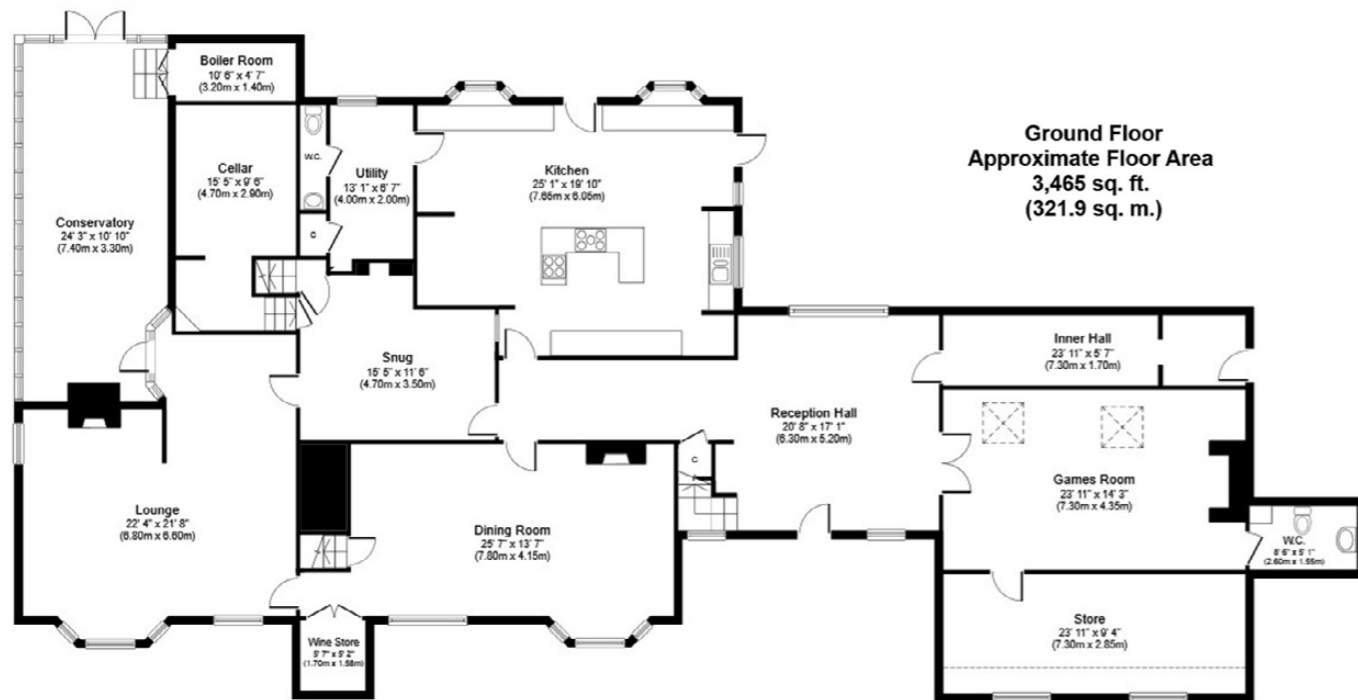 Boiler Room
10' 6" x 4' 7"
(3.20m x 1.40m)
Ground Floor
Approximate Floor Area
3,465 sq. ft.
(321.9 sq. m.)
W.C.
Cellar
15' 5" x 9' 6"
(4.70m x 2.90m)
Utility
13' 1" x 6' 7"
(4.00m x 2.00m)
Kitchen
25' 1" x 19' 10"
(7.65m x 6.05m)
Conservatory
24' 3" x 10' 10"
(7.40m x 3.30m)
C
Inner Hall
23' 11" x 5' 7"
(7.30m x 1.70m)
Snug
15' 5" x 11' 6"
(4.70m x 3.50m)
Reception Hall
20' 8" x 17' 1"
(6.30m x 5.20m)
C
Games Room
23' 11" x 14' 3"
(7.30m x 4.35m)
Lounge
22' 4" x 21' 8"
(6.80m x 6.60m)
Dining Room
25' 7" x 13' 7"
(7.80m x 4.15m)
W.C.
8' 6" x 5' 1"
(2.60m x 1.55m)
Store
23' 11" x 9' 4"
(7.30m x 2.85m)
Wine Store
5' 7" x 5' 2"
(1.70m x 1.58m)